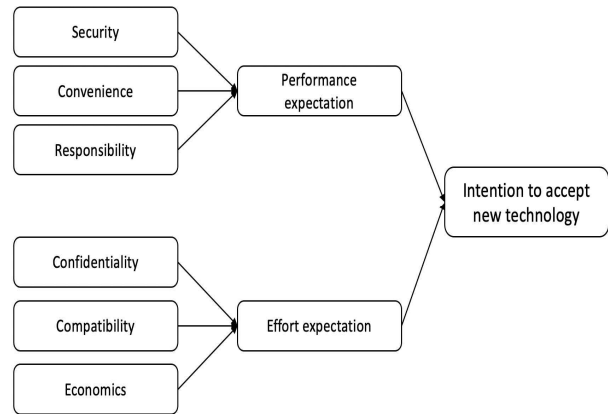 Security
Convenience
Responsibility
Performance
expectation
Intention to accept
new technology
Confidentiality
Compatibility
Economics
Effort expectation